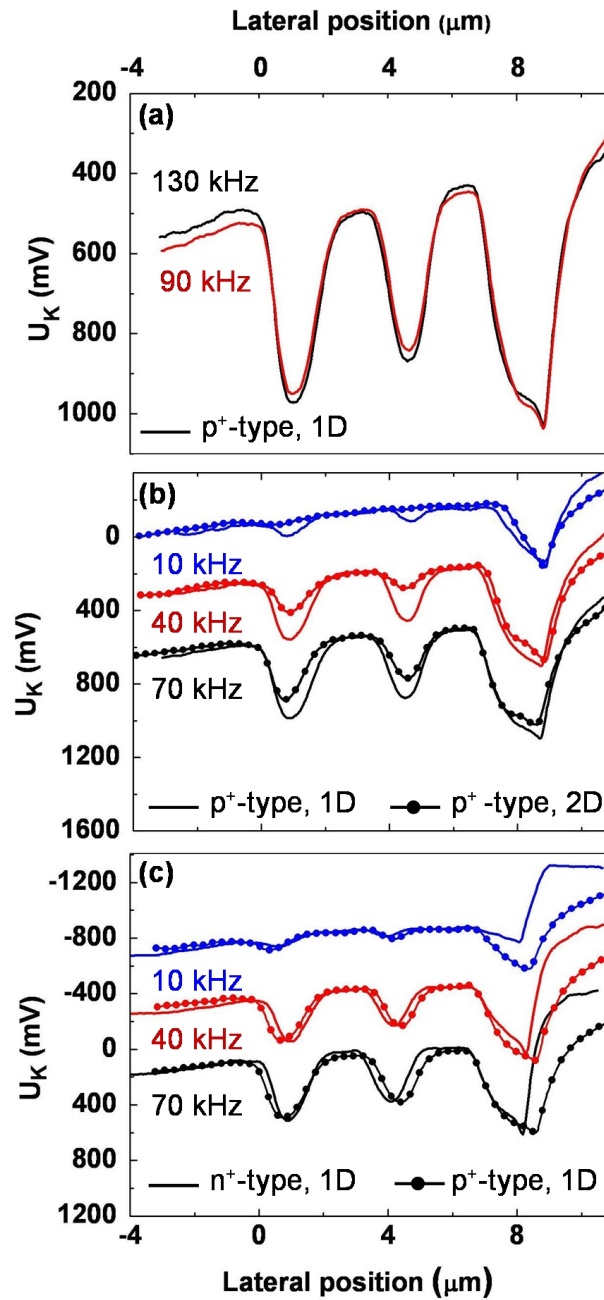 Lateral position (μm)
-4 0 4 8
(a)
200
400
600
800
1000
U_K (mV)
130 kHz
90 kHz
p⁺-type, 1D
(b)
0
400
800
1200
1600
U_K (mV)
10 kHz
40 kHz
70 kHz
p⁺-type, 1D p⁺-type, 2D
(c)
-1200
-800
-400
0
400
800
1200
U_K (mV)
10 kHz
40 kHz
70 kHz
n⁺-type, 1D p⁺-type, 1D
-4 0 4 8
Lateral position (μm)